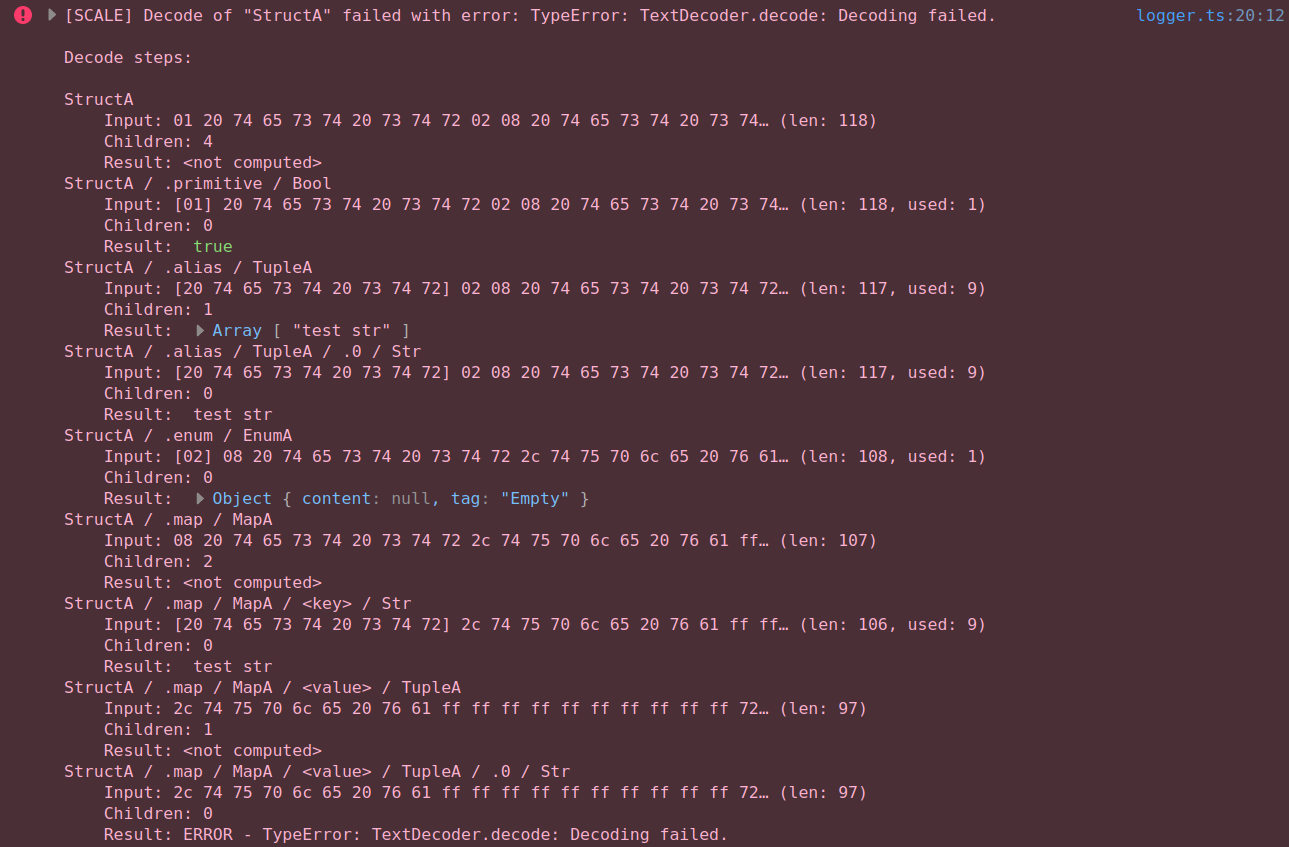 [SCALE] Decode of "StructA" failed with error: TypeError: TextDecoder.decode: Decoding failed. logger.ts:20:12
Decode steps:
StructA
Input: 01 20 74 65 73 74 20 73 74 72 02 08 20 74 65 73 74 20 73 74… (len: 118)
Children: 4
Result: <not computed>
StructA / .primitive / Bool
Input: [01] 20 74 65 73 74 20 73 74 72 02 08 20 74 65 73 74 20 73 74… (len: 118, used: 1)
Children: 0
Result: true
StructA / .alias / TupleA
Input: [20 74 65 73 74 20 73 74 72] 02 08 20 74 65 73 74 20 73 74 72… (len: 117, used: 9)
Children: 1
Result: Array [ "test str" ]
StructA / .alias / TupleA / .0 / Str
Input: [20 74 65 73 74 20 73 74 72] 02 08 20 74 65 73 74 20 73 74 72… (len: 117, used: 9)
Children: 0
Result: test str
StructA / .enum / EnumA
Input: [02] 08 20 74 65 73 74 20 73 74 72 2c 74 75 70 6c 65 20 76 61… (len: 108, used: 1)
Children: 0
Result: Object { content: null, tag: "Empty" }
StructA / .map / MapA
Input: 08 20 74 65 73 74 20 73 74 72 2c 74 75 70 6c 65 20 76 61 ff… (len: 107)
Children: 2
Result: <not computed>
StructA / .map / MapA / <key> / Str
Input: [20 74 65 73 74 20 73 74 72] 2c 74 75 70 6c 65 20 76 61 ff ff… (len: 106, used: 9)
Children: 0
Result: test str
StructA / .map / MapA / <value> / TupleA
Input: 2c 74 75 70 6c 65 20 76 61 ff ff ff ff ff ff ff ff ff ff 72… (len: 97)
Children: 1
Result: <not computed>
StructA / .map / MapA / <value> / TupleA / .0 / Str
Input: 2c 74 75 70 6c 65 20 76 61 ff ff ff ff ff ff ff ff ff ff 72… (len: 97)
Children: 0
Result: ERROR - TypeError: TextDecoder.decode: Decoding failed.